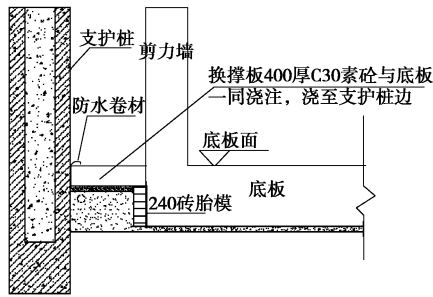 支护桩
剪力墙
换撑板400厚C30素砼与底板
一同浇注，浇至支护桩边
防水卷材
底板面
底板
240砖胎模